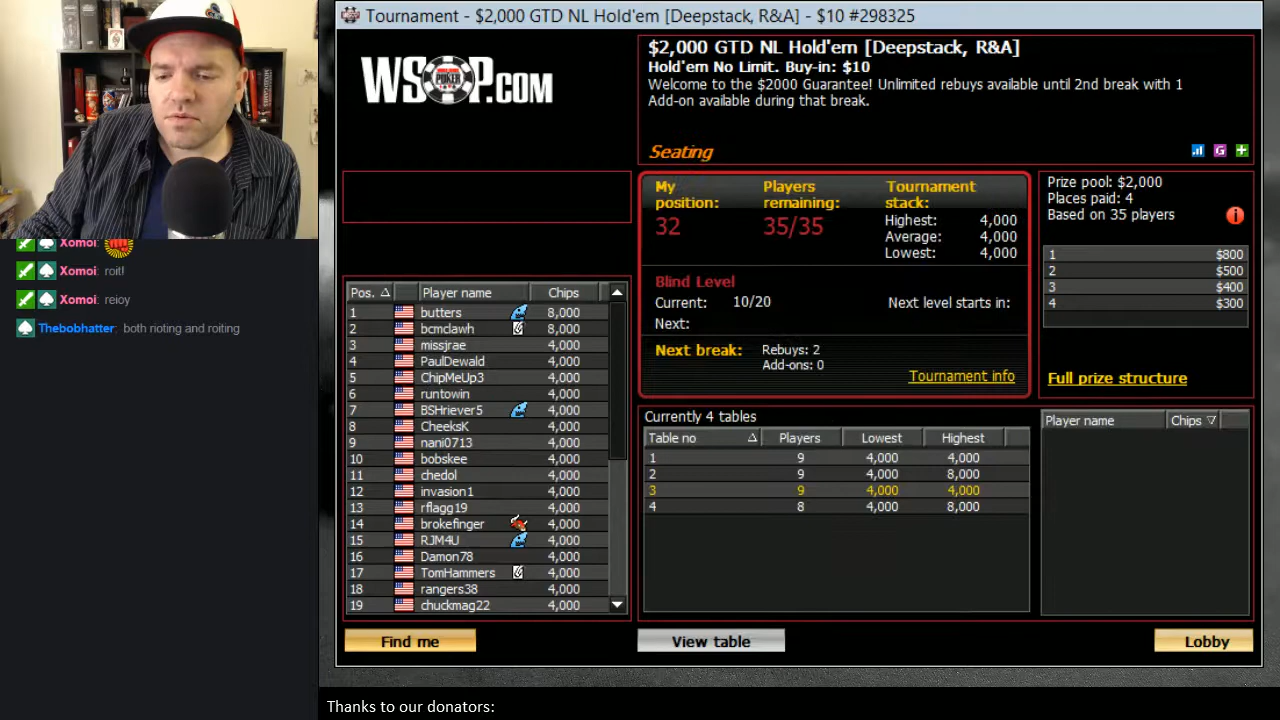 Tournament - $2,000 GTD NL Hold'em [Deepstack, R&A] - $10 #298325
WSOP.COM
$2,000 GTD NL Hold'em [Deepstack, R&A]
Hold'em No Limit. Buy-in: $10
Welcome to the $2000 Guarantee! Unlimited rebuys available until 2nd break with 1
Add-on available during that break.
Seating
My position: 32
Players remaining: 35/35
Tournament stack:
Highest: 4,000
Average: 4,000
Lowest: 4,000
Blind Level
Current: 10/20
Next level starts in:
Next:
Next break: Rebuys: 2
Add-ons: 0
Tournament info
Prize pool: $2,000
Places paid: 4
Based on 35 players
1 $800
2 $500
3 $400
4 $300
Full prize structure
Xomoi:
Xomoi: roit!
Xomoi: reioy
Thebobhatter: both rioting and roiting
Pos. Player name Chips
1 butters 8,000
2 bcmclawh 8,000
3 missjrae 4,000
4 PaulDewald 4,000
5 ChipMeUp3 4,000
6 runtowin 4,000
7 BSHriever5 4,000
8 CheeksK 4,000
9 nani0713 4,000
10 bobskee 4,000
11 chedol 4,000
12 invasion1 4,000
13 rflagg19 4,000
14 brokefinger 4,000
15 RJM4U 4,000
16 Damon78 4,000
17 TomHammers 4,000
18 rangers38 4,000
19 chuckmag22 4,000
Currently 4 tables
Table no Players Lowest Highest
1 9 4,000 4,000
2 9 4,000 8,000
3 9 4,000 4,000
4 8 4,000 8,000
Player name Chips
Find me
View table
Lobby
Thanks to our donators: